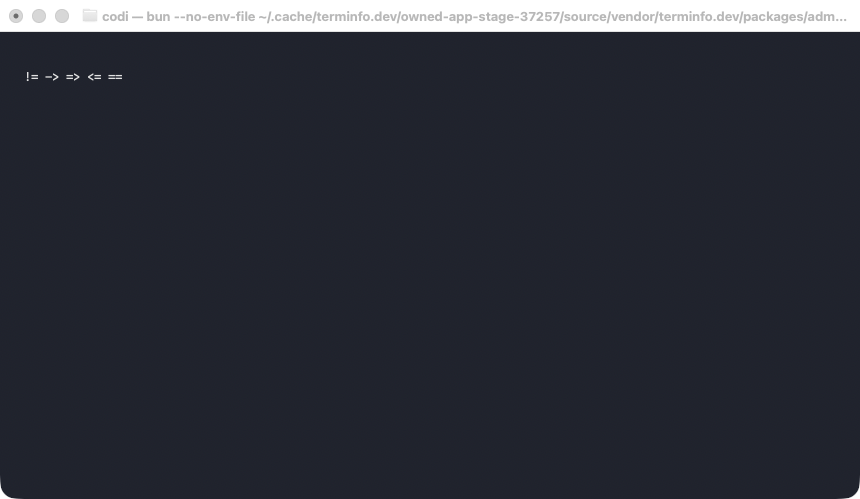 codi — bun --no-env-file ~/.cache/terminfo.dev/owned-app-stage-37257/source/vendor/terminfo.dev/packages/adm...
!= -> => <= ==